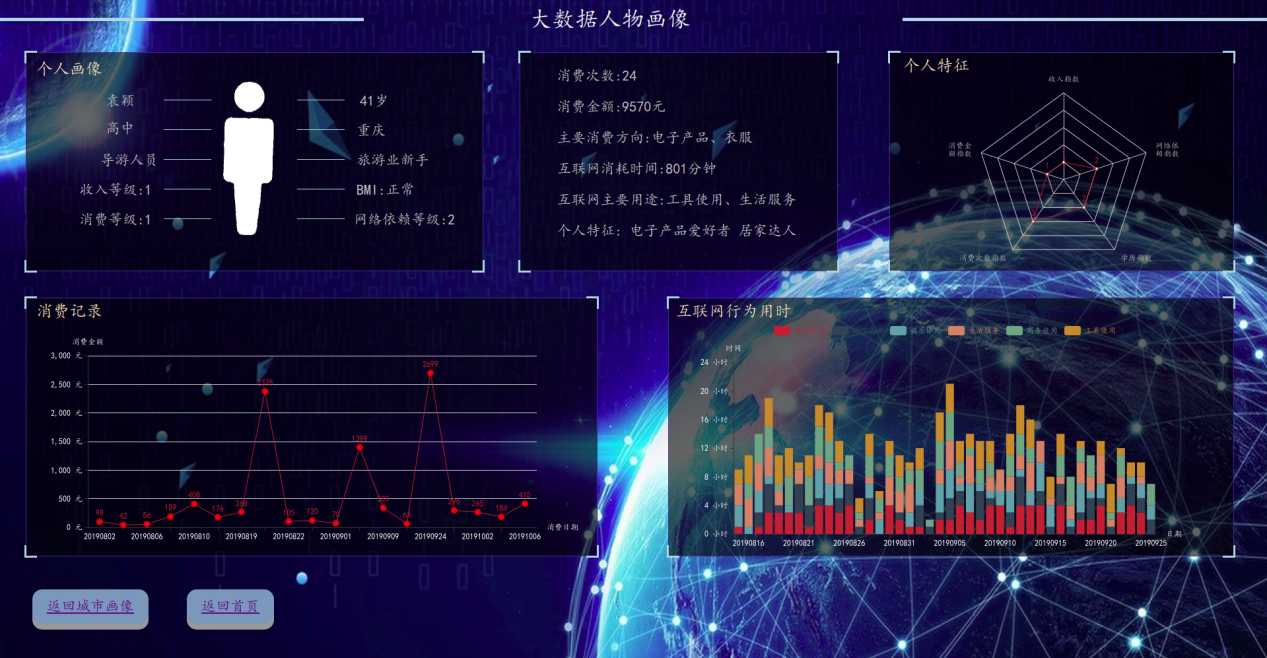 大数据人物画像
个人画像
袁颖
41岁
高中
重庆
导游人员
旅游业新手
收入等级:1
BMI:正常
消费等级:1
网络依赖等级:2
消费次数:24
消费金额:9570元
主要消费方向:电子产品、衣服
互联网消耗时间:801分钟
互联网主要用途:工具使用、生活服务
个人特征: 电子产品爱好者 居家达人
个人特征
收入指数
网络依
赖指数
学历指数
消费次数指数
消费金
额指数
1
2
消费记录
消费金额
3,000 元
2,500 元
2,000 元
1,500 元
1,000 元
500 元
0 元
98
42
56
189
408
176
268
105
120
1399
2699
265
184
415
20190802
20190806
20190810
20190819
20190822
20190901
20190909
20190924
20191002
20191006
消费日期
互联网行为用时
生活服务
商务应用
工具使用
时间
24 小时
20 小时
16 小时
12 小时
8 小时
4 小时
0 小时
20190816
20190821
20190826
20190831
20190905
20190910
20190915
20190920
20190925
日期
返回城市画像
返回首页